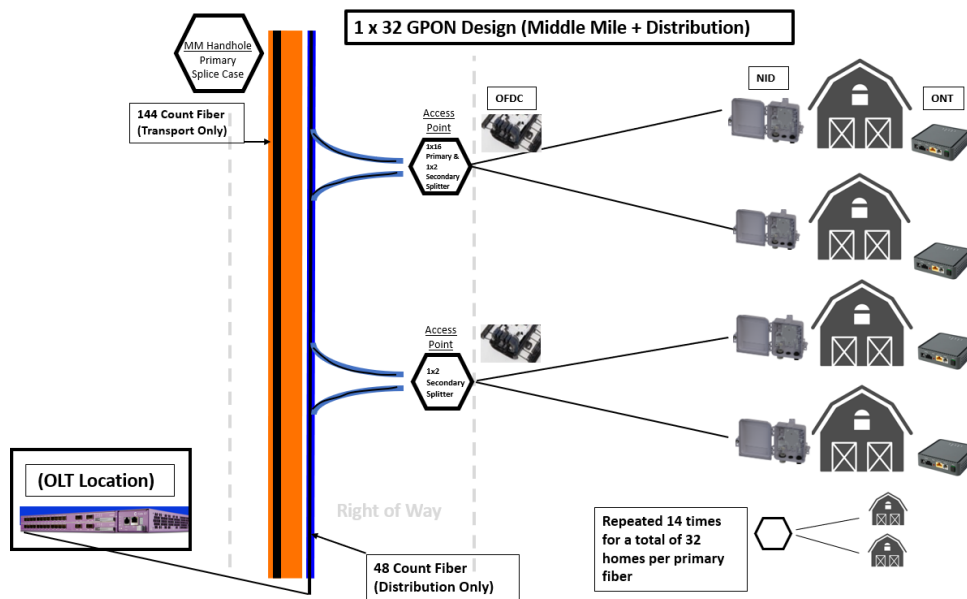 1 x 32 GPON Design (Middle Mile + Distribution)
MM Handhole
Primary
Splice Case
144 Count Fiber
(Transport Only)
Access
Point
1x16
Primary &
1x2
Secondary
Splitter
OFDC
NID
ONT
Access
Point
1x2
Secondary
Splitter
(OLT Location)
Right of Way
48 Count Fiber
(Distribution Only)
Repeated 14 times
for a total of 32
homes per primary
fiber